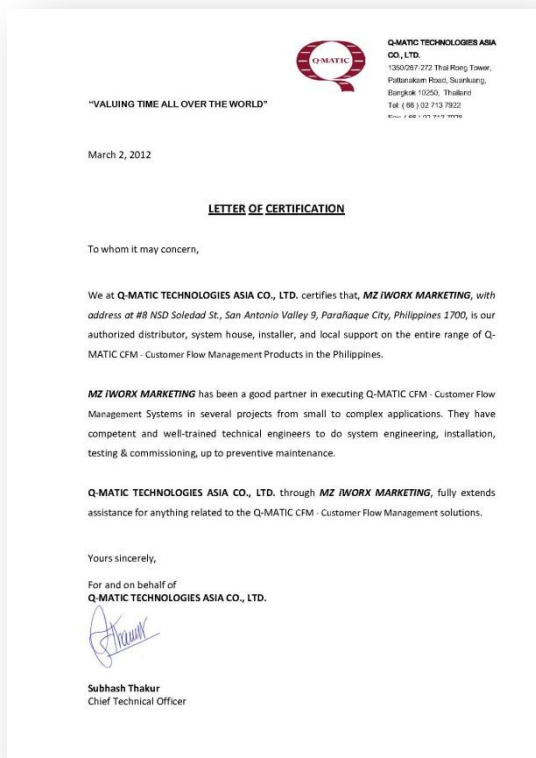 Q-MATIC
Q-MATIC TECHNOLOGIES ASIA
CO., LTD.
1350/267-272 Thai Rong Tower,
Pattanakarn Road, Suanluang,
Bangkok 10250, Thailand
Tel: ( 66 ) 02 713 7922
“VALUING TIME ALL OVER THE WORLD”
March 2, 2012
LETTER OF CERTIFICATION
To whom it may concern,
We at Q-MATIC TECHNOLOGIES ASIA CO., LTD. certifies that, MZ iWORX MARKETING, with
address at #8 NSD Soledad St., San Antonio Valley 9, Parañaque City, Philippines 1700, is our
authorized distributor, system house, installer, and local support on the entire range of Q-
MATIC CFM - Customer Flow Management Products in the Philippines.
MZ iWORX MARKETING has been a good partner in executing Q-MATIC CFM - Customer Flow
Management Systems in several projects from small to complex applications. They have
competent and well-trained technical engineers to do system engineering, installation,
testing & commissioning, up to preventive maintenance.
Q-MATIC TECHNOLOGIES ASIA CO., LTD. through MZ iWORX MARKETING, fully extends
assistance for anything related to the Q-MATIC CFM - Customer Flow Management solutions.
Yours sincerely,
For and on behalf of
Q-MATIC TECHNOLOGIES ASIA CO., LTD.
Subhash Thakur
Chief Technical Officer